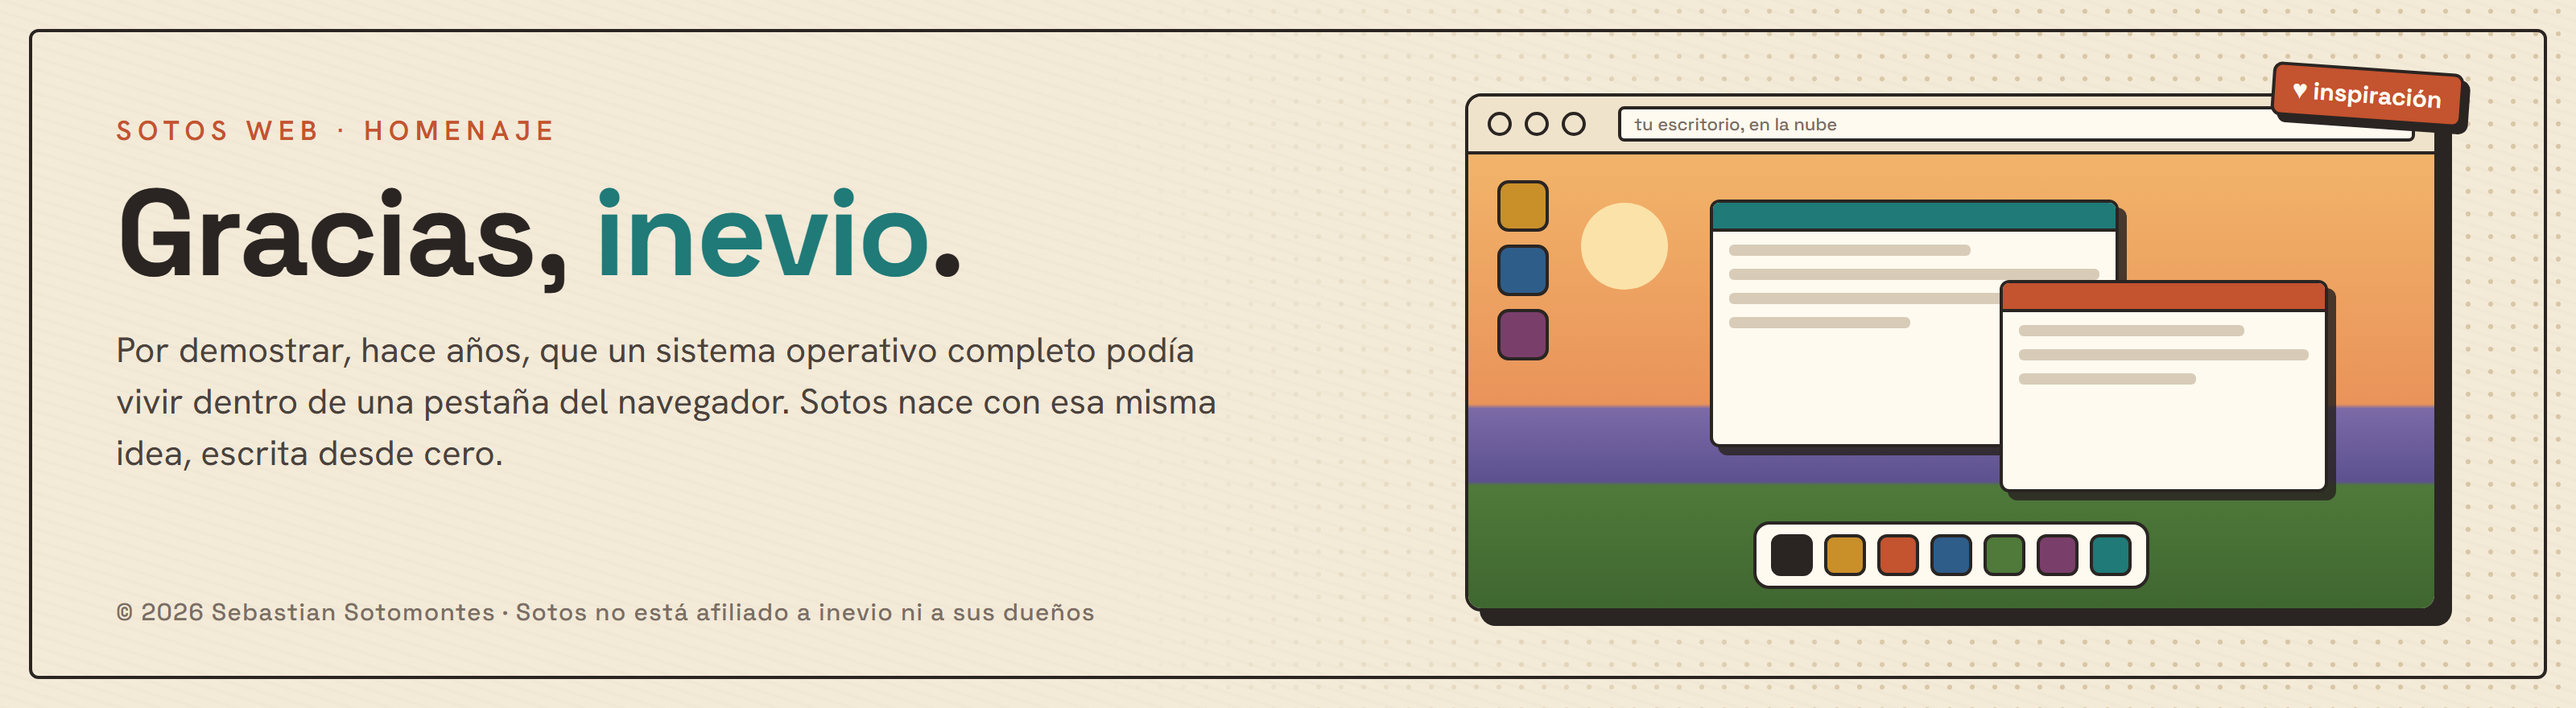 SOTOS WEB · HOMENAJE
Gracias, inevio.
Por demostrar, hace años, que un sistema operativo completo podía
vivir dentro de una pestaña del navegador. Sotos nace con esa misma
idea, escrita desde cero.
© 2026 Sebastian Sotomontes · Sotos no está afiliado a inevio ni a sus dueños
♥ inspiración
tu escritorio, en la nube